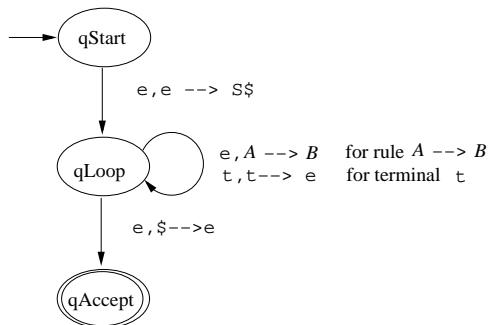 qStart
e,e --> S$
qLoop
e,A --> B for rule A --> B
t,t--> e for terminal t
e,$-->e
qAccept